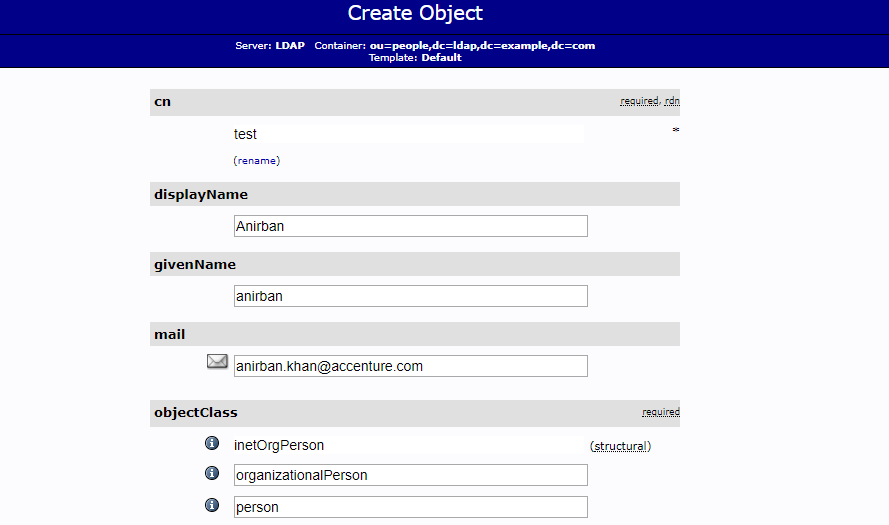 Create Object
Server: LDAP Container: ou=people,dc=ldap,dc=example,dc=com
Template: Default
cn required, rdn
test *
(rename)
displayName
Anirban
givenName
anirban
mail
anirban.khan@accenture.com
objectClass required
inetOrgPerson (structural)
organizationalPerson
person